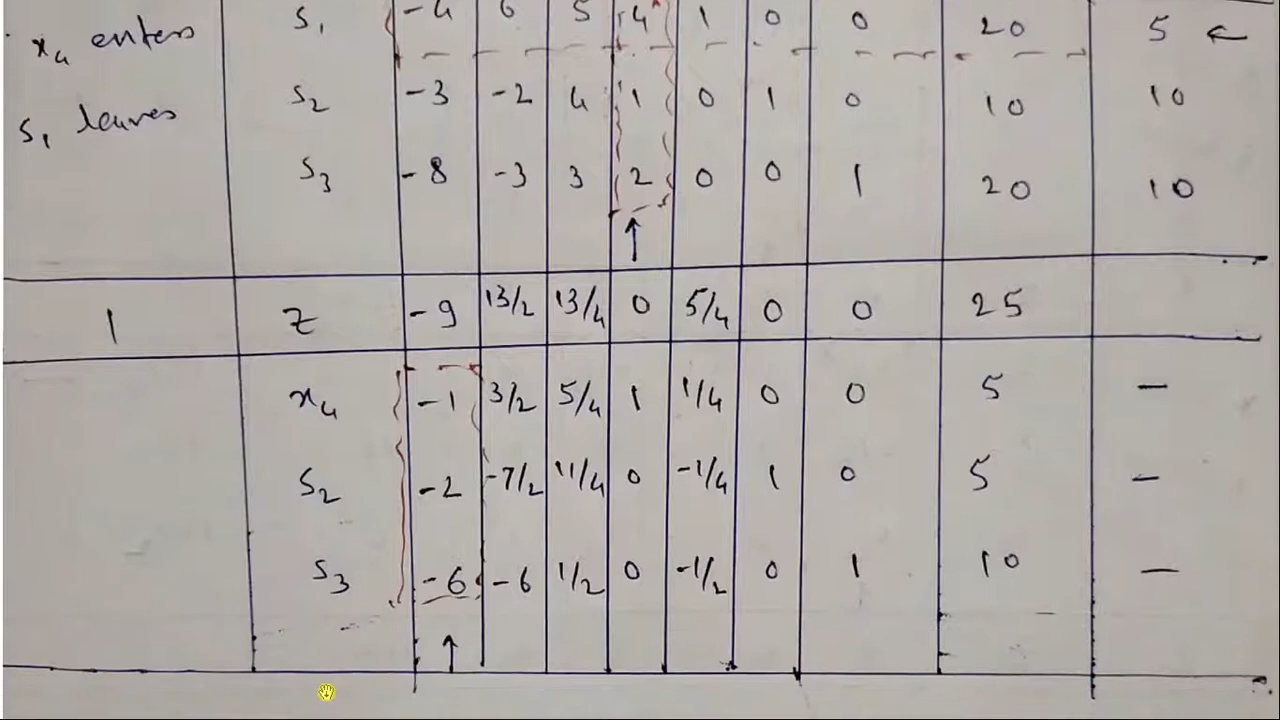 s₁ -4 6 5 4 1 0 0 20 5 ←
x₄ enters
s₂ -3 -2 4 1 0 1 0 10 10
s₁ leaves
s₃ -8 -3 3 2 0 0 1 20 10
↑
1 Z -9 13/2 13/4 0 5/4 0 0 25
x₄ -1 3/2 5/4 1 1/4 0 0 5 —
s₂ -2 -7/2 11/4 0 -1/4 1 0 5 —
s₃ -6 -6 1/2 0 -1/2 0 1 10 —
↑